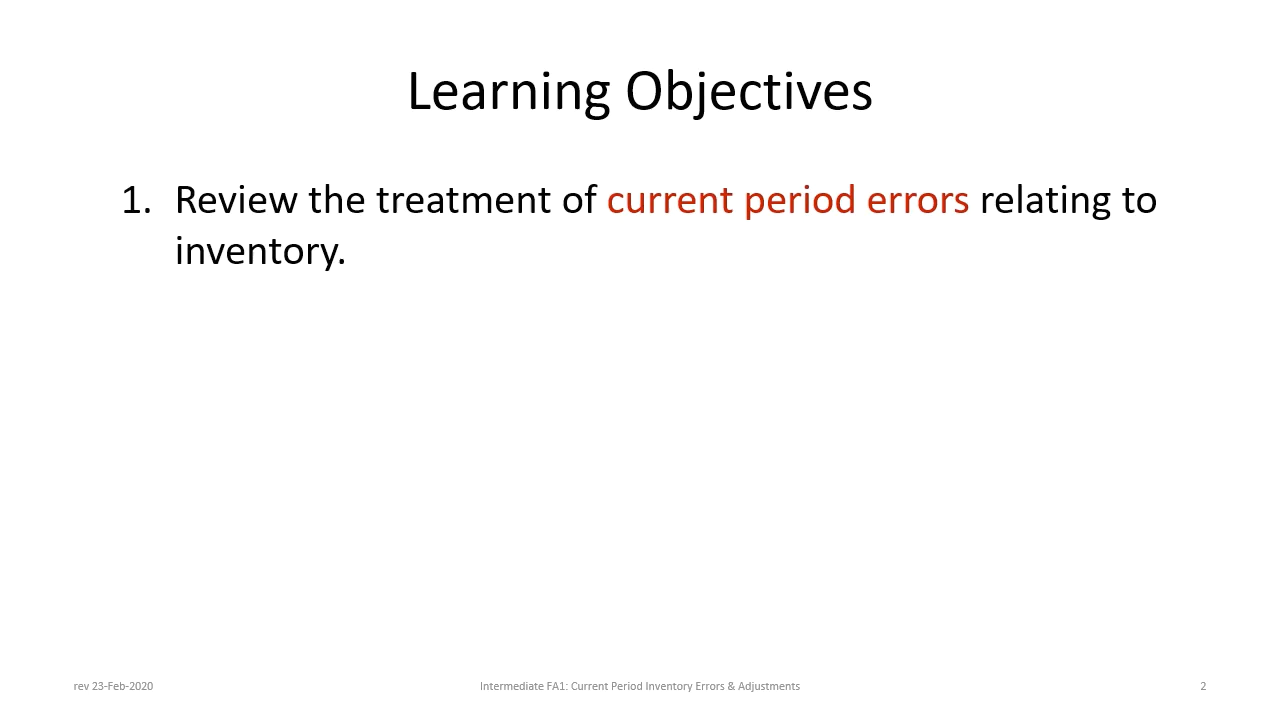 Learning Objectives
1. Review the treatment of current period errors relating to
inventory.
rev 23-Feb-2020
Intermediate FA1: Current Period Inventory Errors & Adjustments
2